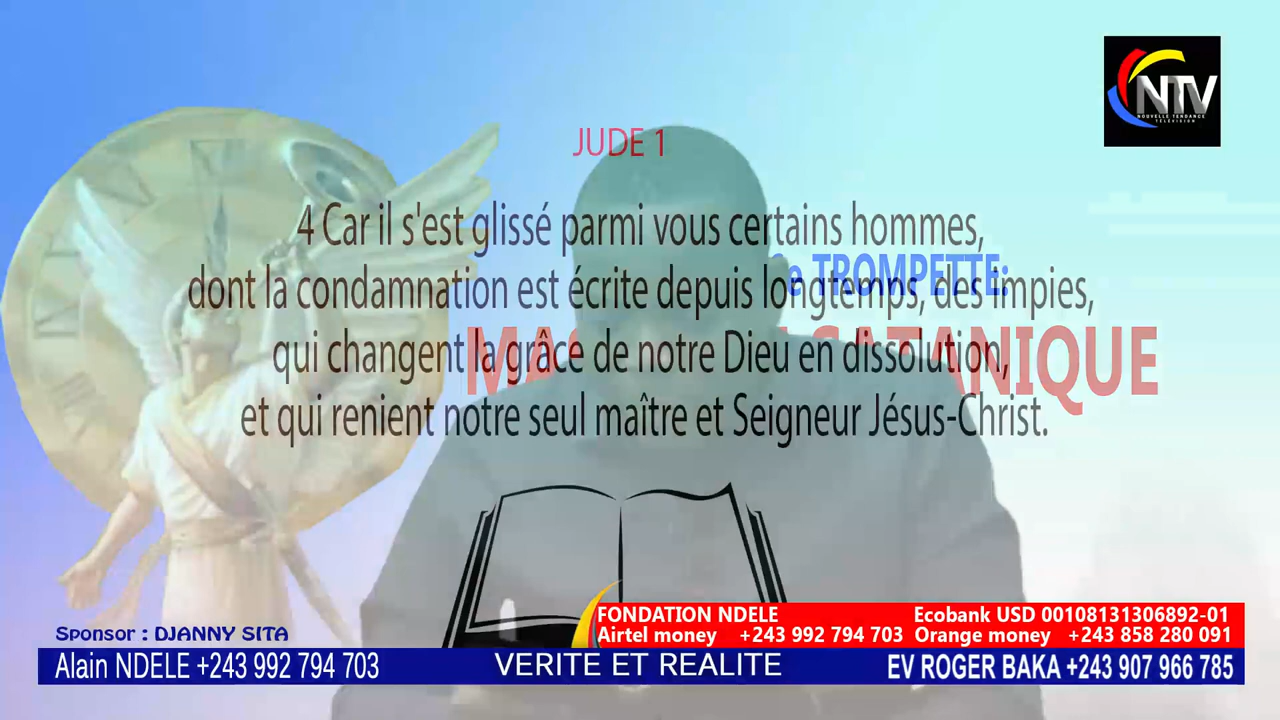 NTV
NOUVELLE TENDANCE
TÉLÉVISION
JUDE 1
4 Car il s'est glissé parmi vous certains hommes,
dont la condamnation est écrite depuis longtemps, des impies,
qui changent la grâce de notre Dieu en dissolution,
et qui renient notre seul maître et Seigneur Jésus-Christ.
TROMPETTE:
FONDATION NDELE Ecobank USD 00108131306892-01
Airtel money +243 992 794 703 Orange money +243 858 280 091
Sponsor : DJANNY SITA
Alain NDELE +243 992 794 703 VERITE ET REALITE EV ROGER BAKA +243 907 966 785